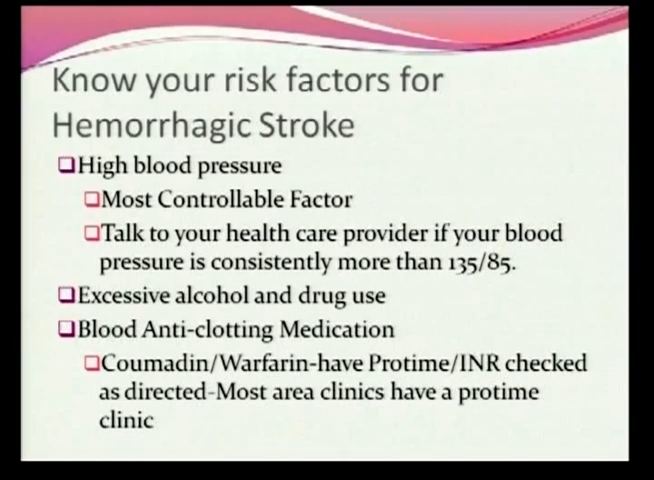 Know your risk factors for
Hemorrhagic Stroke
High blood pressure
Most Controllable Factor
Talk to your health care provider if your blood
pressure is consistently more than 135/85.
Excessive alcohol and drug use
Blood Anti-clotting Medication
Coumadin/Warfarin-have Protime/INR checked
as directed-Most area clinics have a protime
clinic